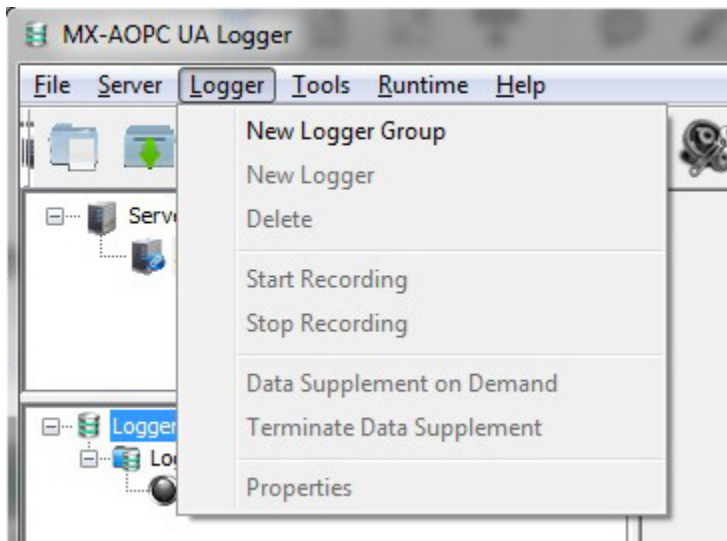 MX-AOPC UA Logger
File Server Logger Tools Runtime Help
New Logger Group
New Logger
Delete
Start Recording
Stop Recording
Data Supplement on Demand
Terminate Data Supplement
Properties
Logger